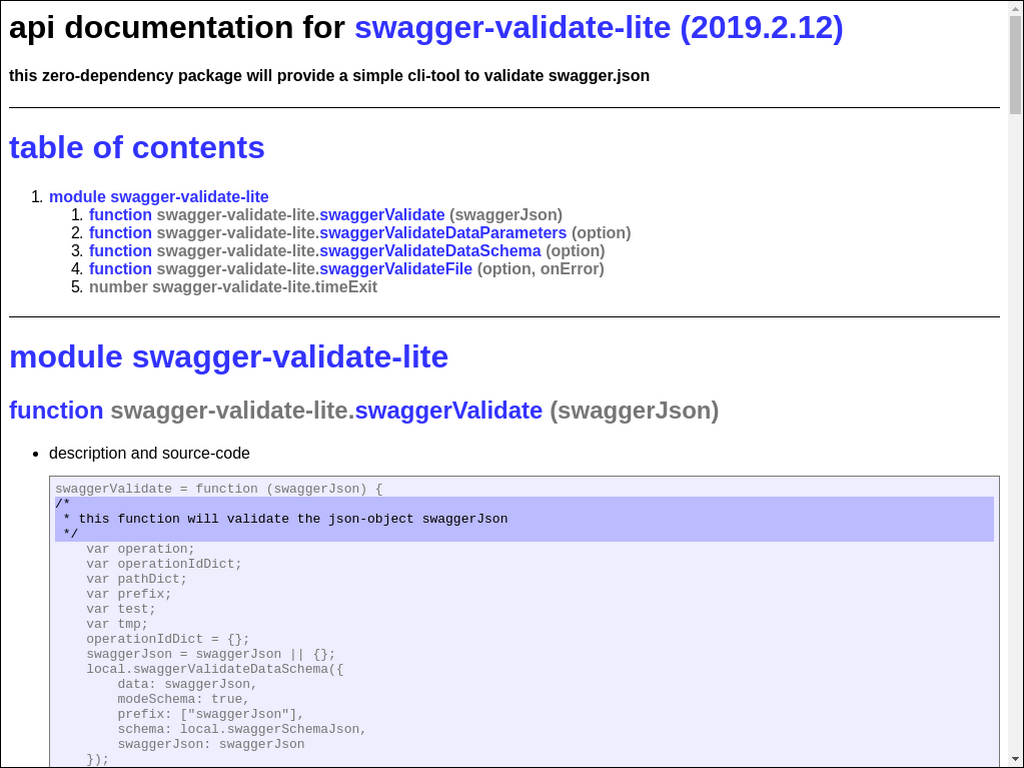 api documentation for swagger-validate-lite (2019.2.12)
this zero-dependency package will provide a simple cli-tool to validate swagger.json
table of contents
1. module swagger-validate-lite
1. function swagger-validate-lite.swaggerValidate (swaggerJson)
2. function swagger-validate-lite.swaggerValidateDataParameters (option)
3. function swagger-validate-lite.swaggerValidateDataSchema (option)
4. function swagger-validate-lite.swaggerValidateFile (option, onError)
5. number swagger-validate-lite.timeExit
module swagger-validate-lite
function swagger-validate-lite.swaggerValidate (swaggerJson)
• description and source-code
swaggerValidate = function (swaggerJson) {
/*
 * this function will validate the json-object swaggerJson
 */
    var operation;
    var operationIdDict;
    var pathDict;
    var prefix;
    var test;
    var tmp;
    operationIdDict = {};
    swaggerJson = swaggerJson || {};
    local.swaggerValidateDataSchema({
        data: swaggerJson,
        modeSchema: true,
        prefix: ["swaggerJson"],
        schema: local.swaggerSchemaJson,
        swaggerJson: swaggerJson
    });